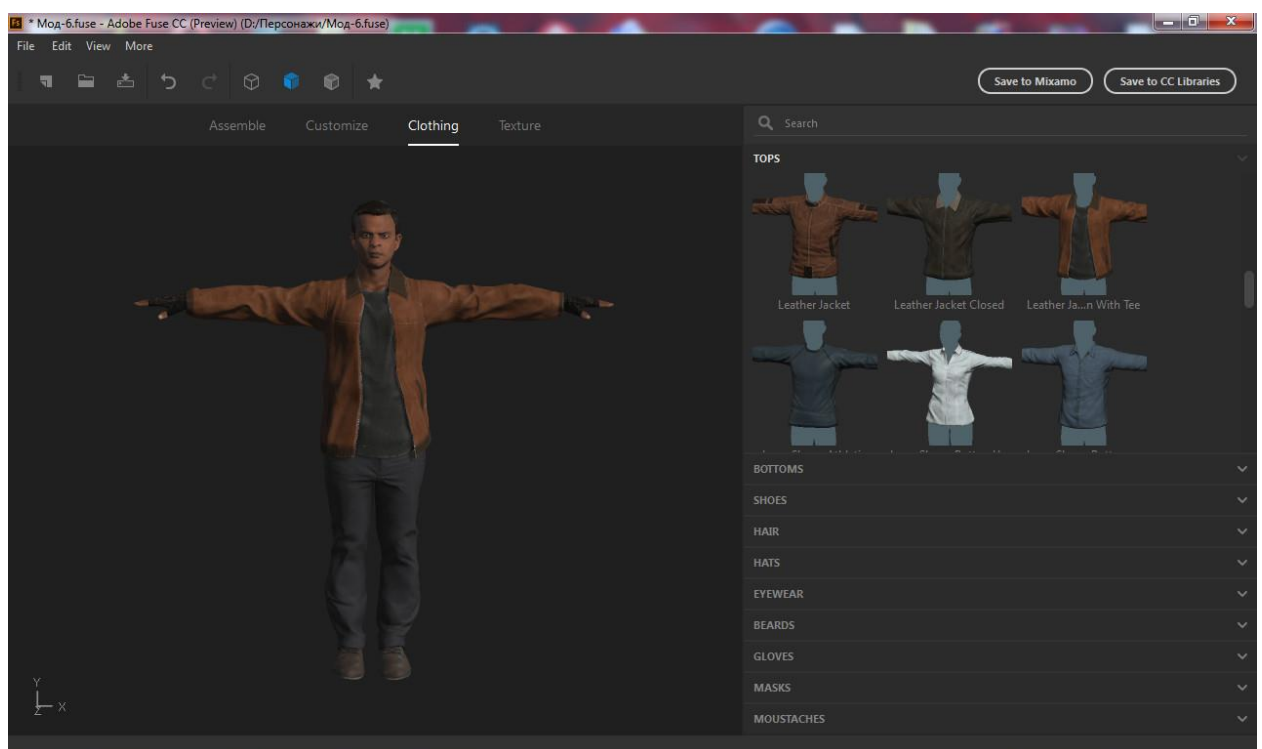 Fs * Мод-6.fuse - Adobe Fuse CC (Preview) (D:/Персонажи/Мод-6.fuse)
File Edit View More
Save to Mixamo Save to CC Libraries
Assemble Customize Clothing Texture
Search
TOPS
Leather Jacket Leather Jacket Closed Leather Ja...n With Tee
BOTTOMS
SHOES
HAIR
HATS
EYEWEAR
BEARDS
GLOVES
MASKS
MOUSTACHES
Y
Z X